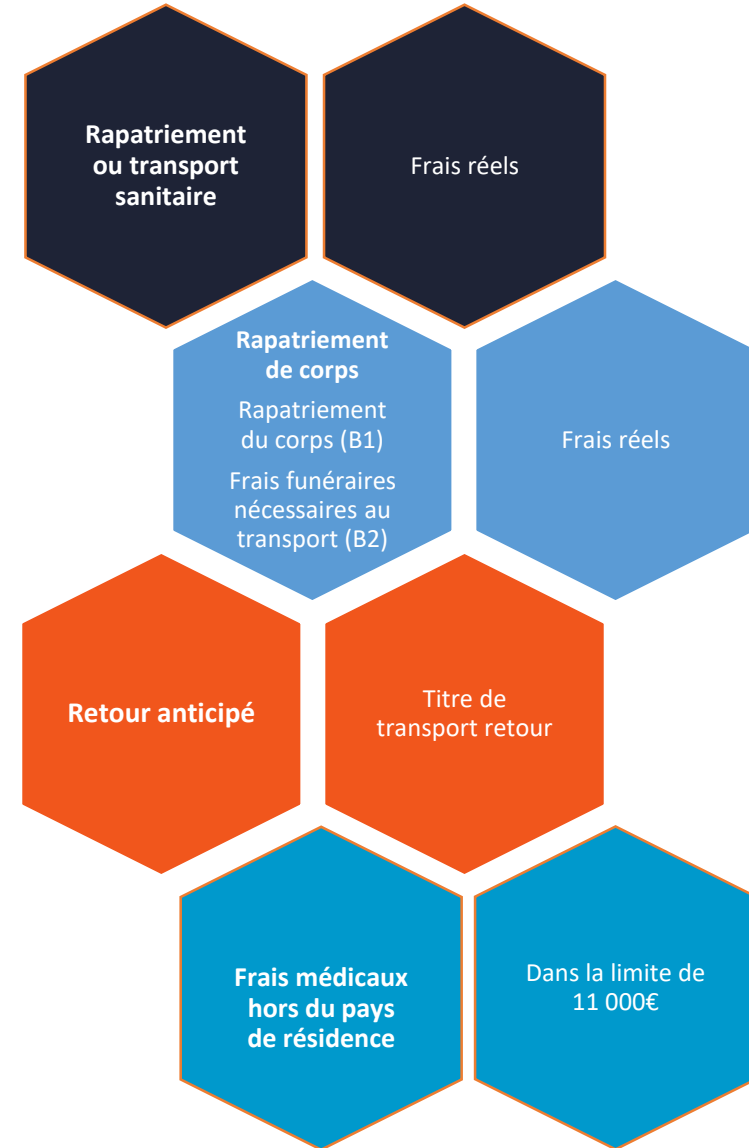 Rapatriement
ou transport
sanitaire
Frais réels
Rapatriement
de corps
Rapatriement
du corps (B1)
Frais funéraires
nécessaires au
transport (B2)
Frais réels
Retour anticipé
Titre de
transport retour
Frais médicaux
hors du pays
de résidence
Dans la limite de
11 000€